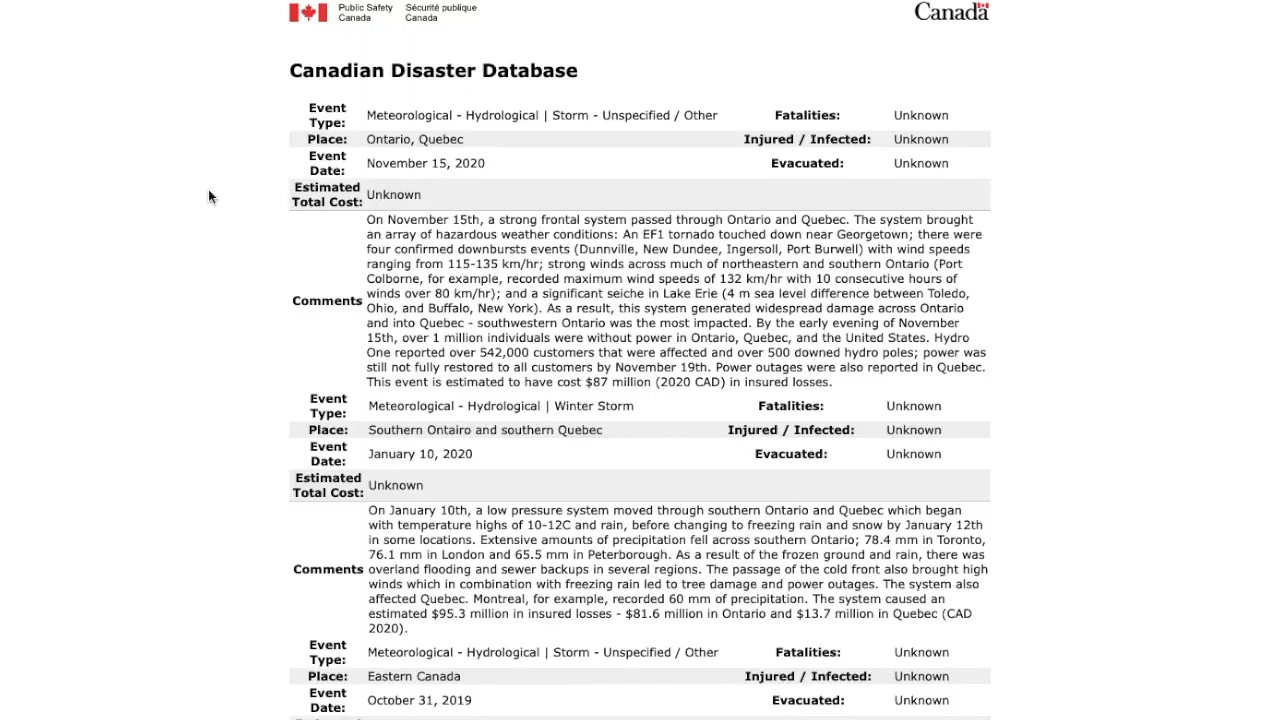 Public Safety Sécurité publique
Canada Canada
Canada
Canadian Disaster Database
Event
Type: Meteorological - Hydrological | Storm - Unspecified / Other Fatalities: Unknown
Place: Ontario, Quebec Injured / Infected: Unknown
Event
Date: November 15, 2020 Evacuated: Unknown
Estimated
Total Cost: Unknown
On November 15th, a strong frontal system passed through Ontario and Quebec. The system brought
an array of hazardous weather conditions: An EF1 tornado touched down near Georgetown; there were
four confirmed downbursts events (Dunnville, New Dundee, Ingersoll, Port Burwell) with wind speeds
ranging from 115-135 km/hr; strong winds across much of northeastern and southern Ontario (Port
Colborne, for example, recorded maximum wind speeds of 132 km/hr with 10 consecutive hours of
Comments winds over 80 km/hr); and a significant seiche in Lake Erie (4 m sea level difference between Toledo,
Ohio, and Buffalo, New York). As a result, this system generated widespread damage across Ontario
and into Quebec - southwestern Ontario was the most impacted. By the early evening of November
15th, over 1 million individuals were without power in Ontario, Quebec, and the United States. Hydro
One reported over 542,000 customers that were affected and over 500 downed hydro poles; power was
still not fully restored to all customers by November 19th. Power outages were also reported in Quebec.
This event is estimated to have cost $87 million (2020 CAD) in insured losses.
Event
Type: Meteorological - Hydrological | Winter Storm Fatalities: Unknown
Place: Southern Ontairo and southern Quebec Injured / Infected: Unknown
Event
Date: January 10, 2020 Evacuated: Unknown
Estimated
Total Cost: Unknown
On January 10th, a low pressure system moved through southern Ontario and Quebec which began
with temperature highs of 10-12C and rain, before changing to freezing rain and snow by January 12th
in some locations. Extensive amounts of precipitation fell across southern Ontario; 78.4 mm in Toronto,
76.1 mm in London and 65.5 mm in Peterborough. As a result of the frozen ground and rain, there was
Comments overland flooding and sewer backups in several regions. The passage of the cold front also brought high
winds which in combination with freezing rain led to tree damage and power outages. The system also
affected Quebec. Montreal, for example, recorded 60 mm of precipitation. The system caused an
estimated $95.3 million in insured losses - $81.6 million in Ontario and $13.7 million in Quebec (CAD
2020).
Event
Type: Meteorological - Hydrological | Storm - Unspecified / Other Fatalities: Unknown
Place: Eastern Canada Injured / Infected: Unknown
Event
Date: October 31, 2019 Evacuated: Unknown